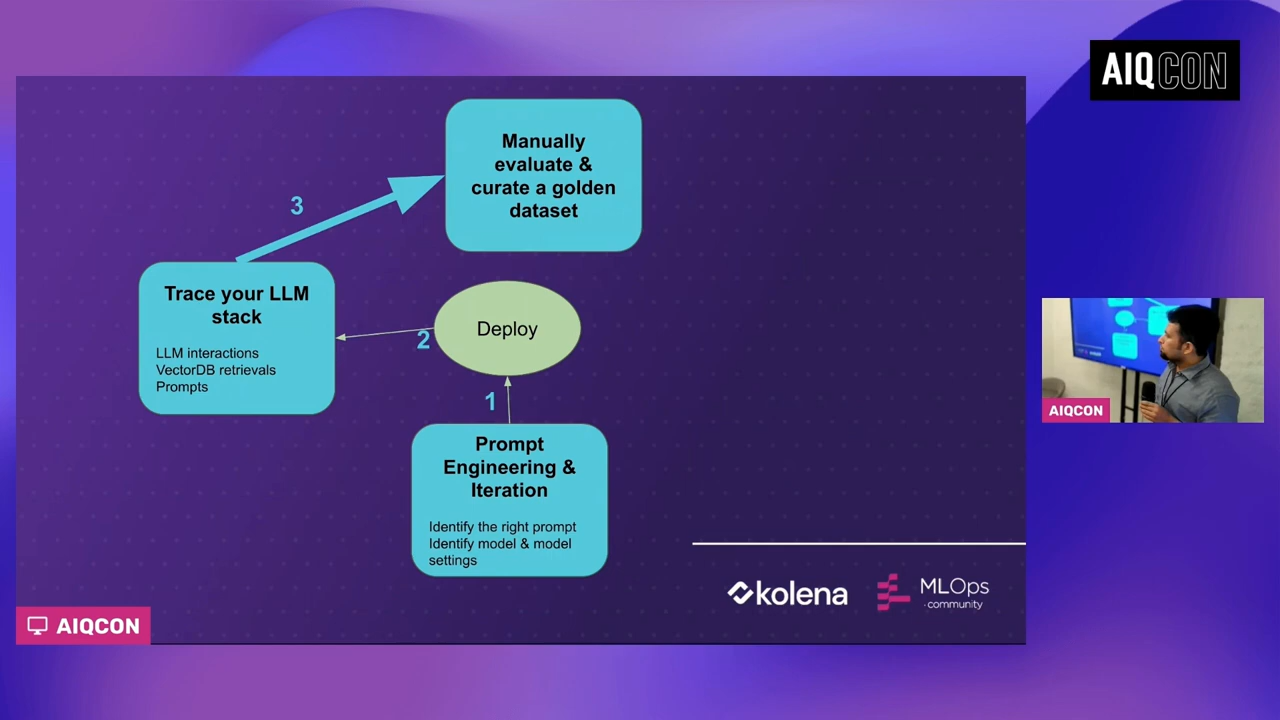 AIQCON
Manually
evaluate &
curate a golden
dataset
3
Trace your LLM
stack
LLM interactions
VectorDB retrievals
Prompts
Deploy
2
1
Prompt
Engineering &
Iteration
Identify the right prompt
Identify model & model
settings
kolena
MLOps
community
AIQCON
AIQCON